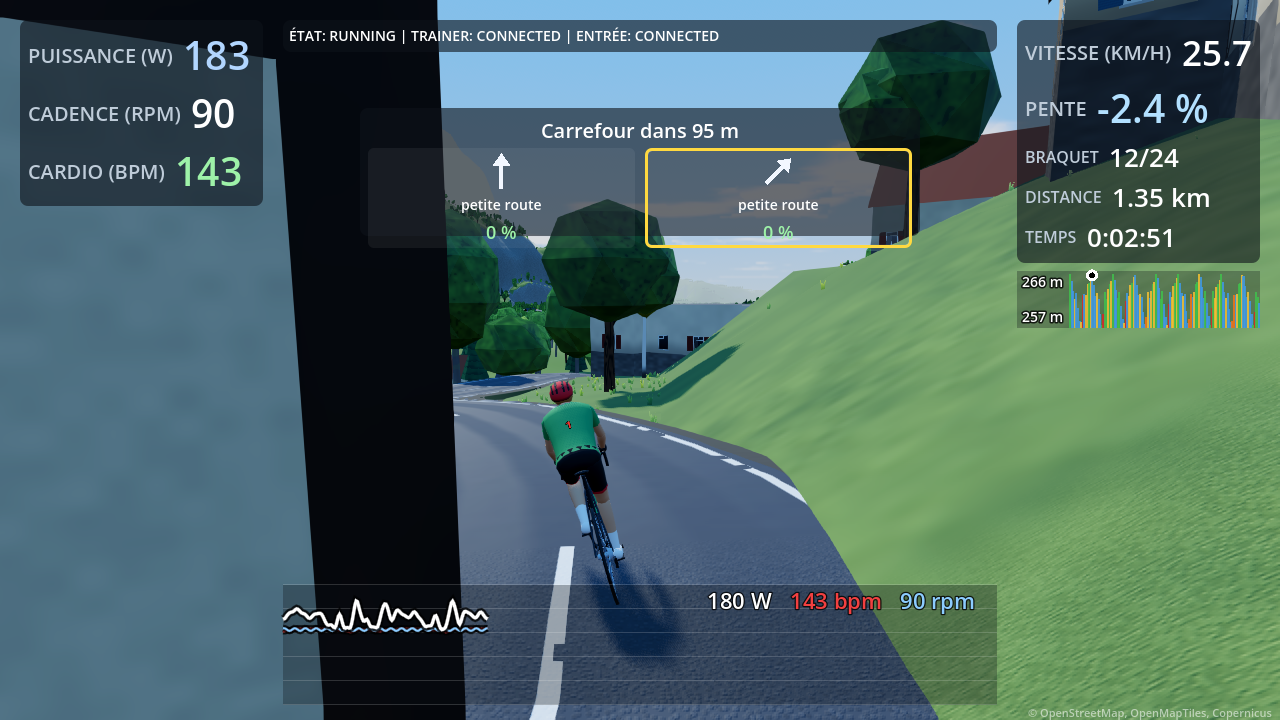 PUISSANCE (W) 183
CADENCE (RPM) 90
CARDIO (BPM) 143
ÉTAT: RUNNING | TRAINER: CONNECTED | ENTRÉE: CONNECTED
Carrefour dans 95 m
petite route
0 %
petite route
0 %
VITESSE (KM/H) 25.7
PENTE -2.4 %
BRAQUET 12/24
DISTANCE 1.35 km
TEMPS 0:02:51
266 m
257 m
180 W 143 bpm 90 rpm
© OpenStreetMap, OpenMapTiles, Copernicus